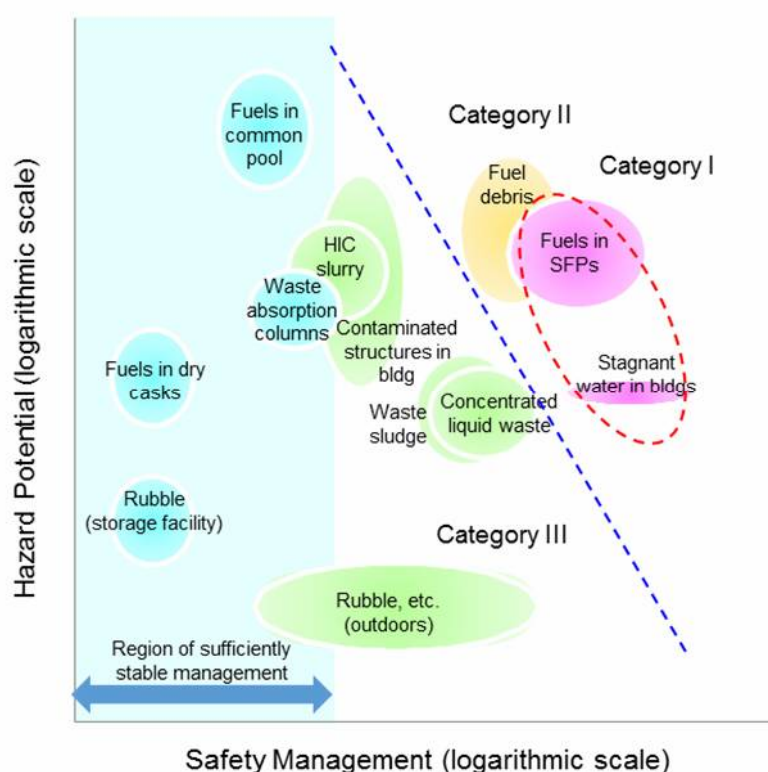 Hazard Potential (logarithmic scale)
Fuels in
common
pool
Category II
Category I
Fuel
debris
Fuels in
SFPs
HIC
slurry
Waste
absorption
columns
Contaminated
structures in
bldg
Fuels in dry
casks
Stagnant
water in bldgs
Waste
sludge
Concentrated
liquid waste
Rubble
(storage facility)
Category III
Rubble, etc.
(outdoors)
Region of sufficiently
stable management
Safety Management (logarithmic scale)